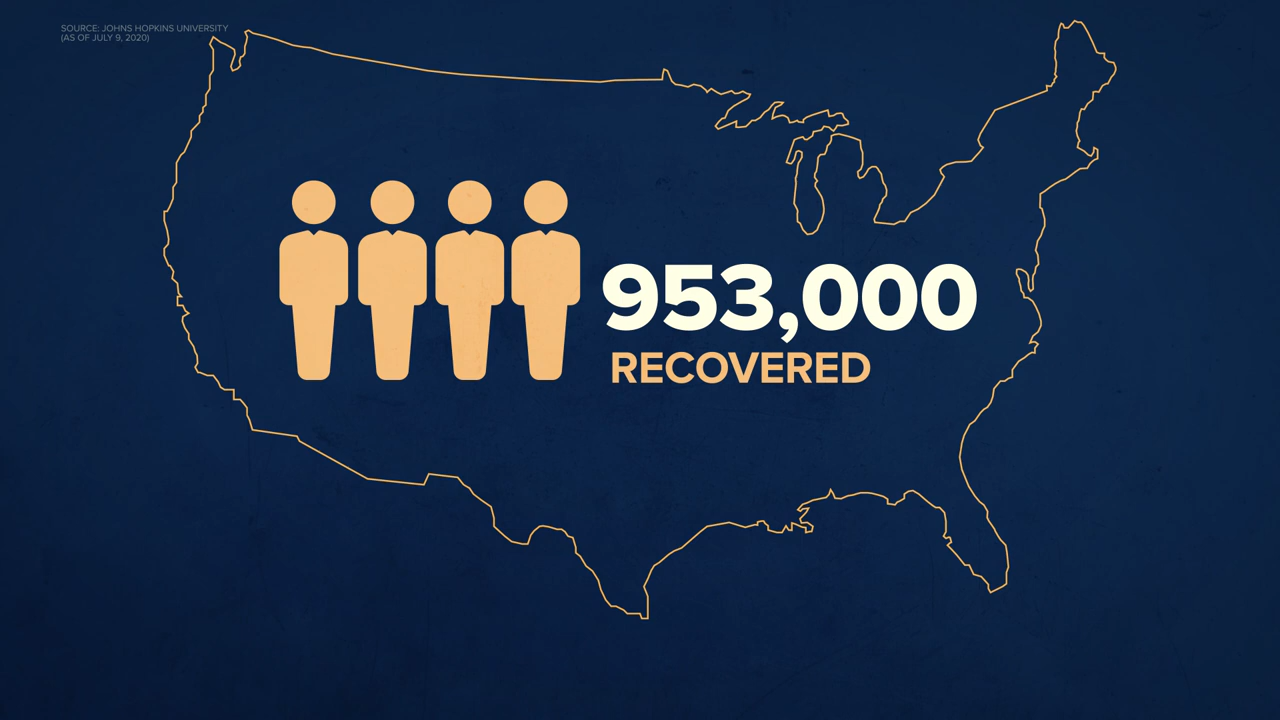 SOURCE: JOHNS HOPKINS UNIVERSITY
(AS OF JULY 9, 2020)
953,000
RECOVERED